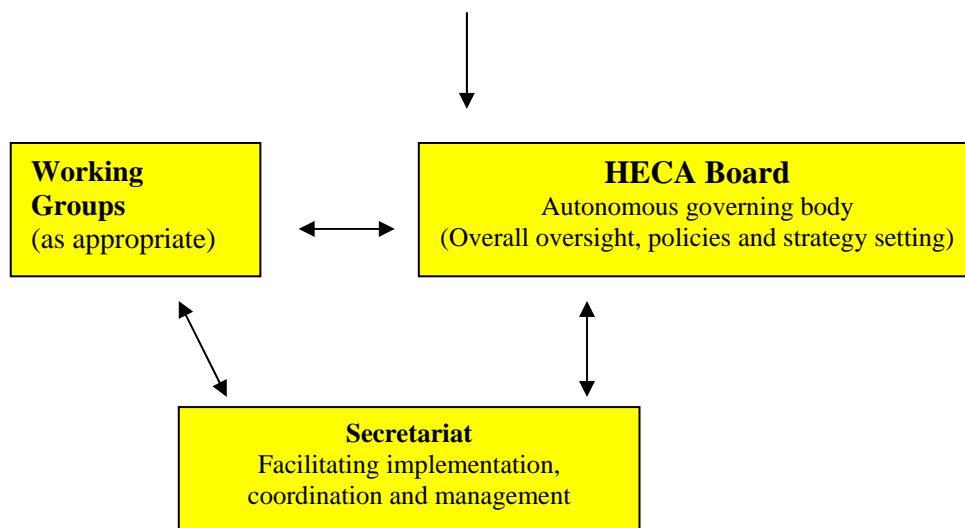 Working
Groups
(as appropriate)
HECA Board
Autonomous governing body
(Overall oversight, policies and strategy setting)
Secretariat
Facilitating implementation,
coordination and management